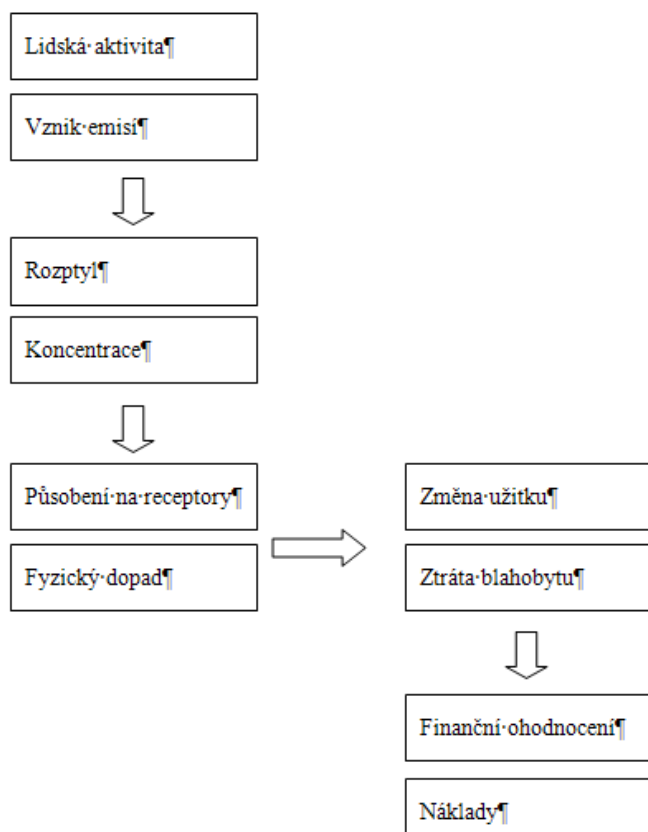 Lidská·aktivita¶
Vznik·emisí¶
Rozptyl¶
Koncentrace¶
Působení·na·receptory¶
Fyzický·dopad¶
Změna·užitku¶
Ztráta·blahobytu¶
Finanční·ohodnocení¶
Náklady¶